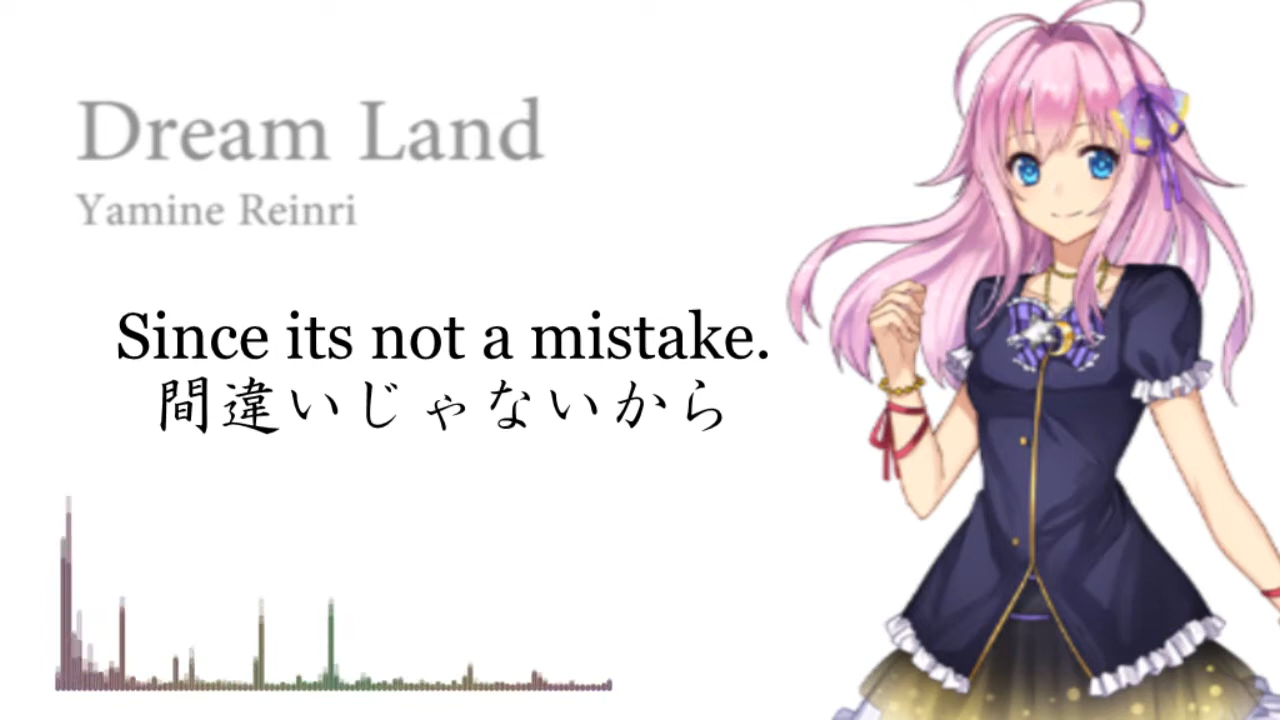 Dream Land
Yamine Reinri
Since its not a mistake.
間違いじゃないから